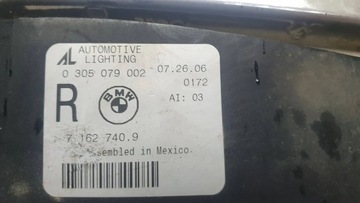 AL AUTOMOTIVE
LIGHTING
0 305 079 002 07.26.06
0172
R BMW AI: 03
7 162 740.9
Assembled in Mexico.